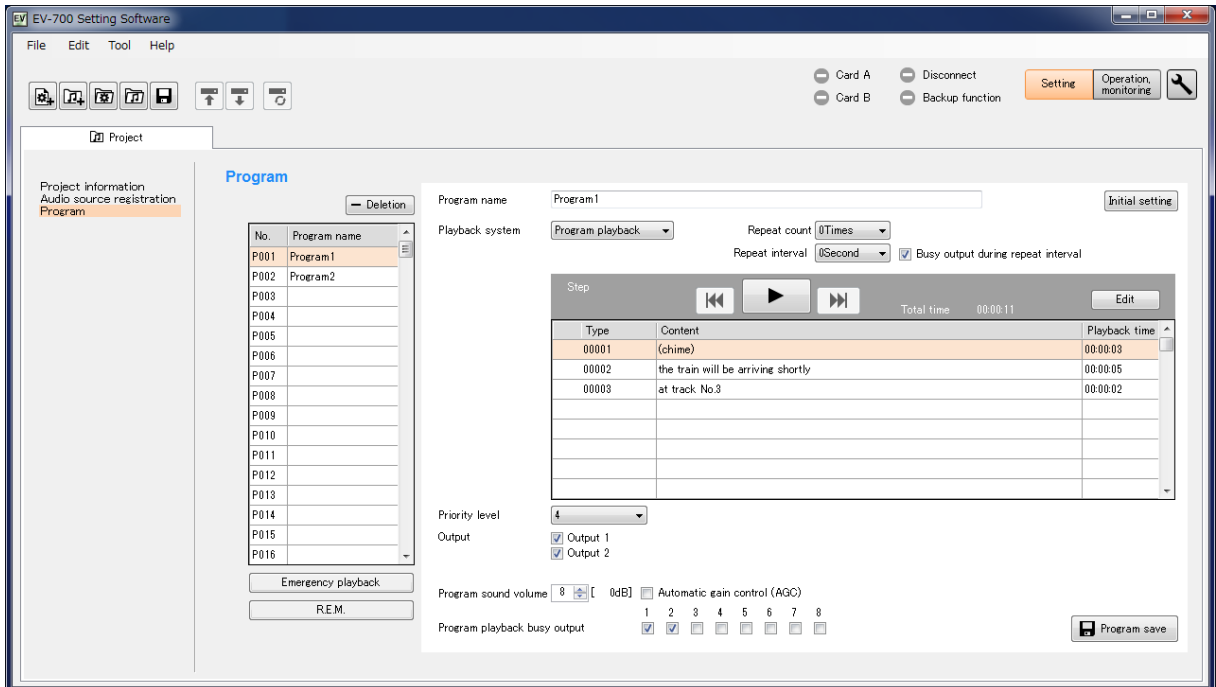 EV EV-700 Setting Software
File Edit Tool Help
Card A Disconnect
Card B Backup function
Setting
Operation,
monitoring
Project
Project information
Audio source registration
Program
Program
Deletion
No. Program name
P001 Program1
P002 Program2
P003
P004
P005
P006
P007
P008
P009
P010
P011
P012
P013
P014
P015
P016
Emergency playback
R.E.M.
Program name Program1 Initial setting
Playback system Program playback Repeat count 0Times
Repeat interval 0Second Busy output during repeat interval
Step Total time 00:00:11 Edit
Type Content Playback time
00001 (chime) 00:00:03
00002 the train will be arriving shortly 00:00:05
00003 at track No.3 00:00:02
Priority level 4
Output Output 1
Output 2
Program sound volume 8 [ 0dB] Automatic gain control (AGC)
1 2 3 4 5 6 7 8
Program playback busy output
Program save